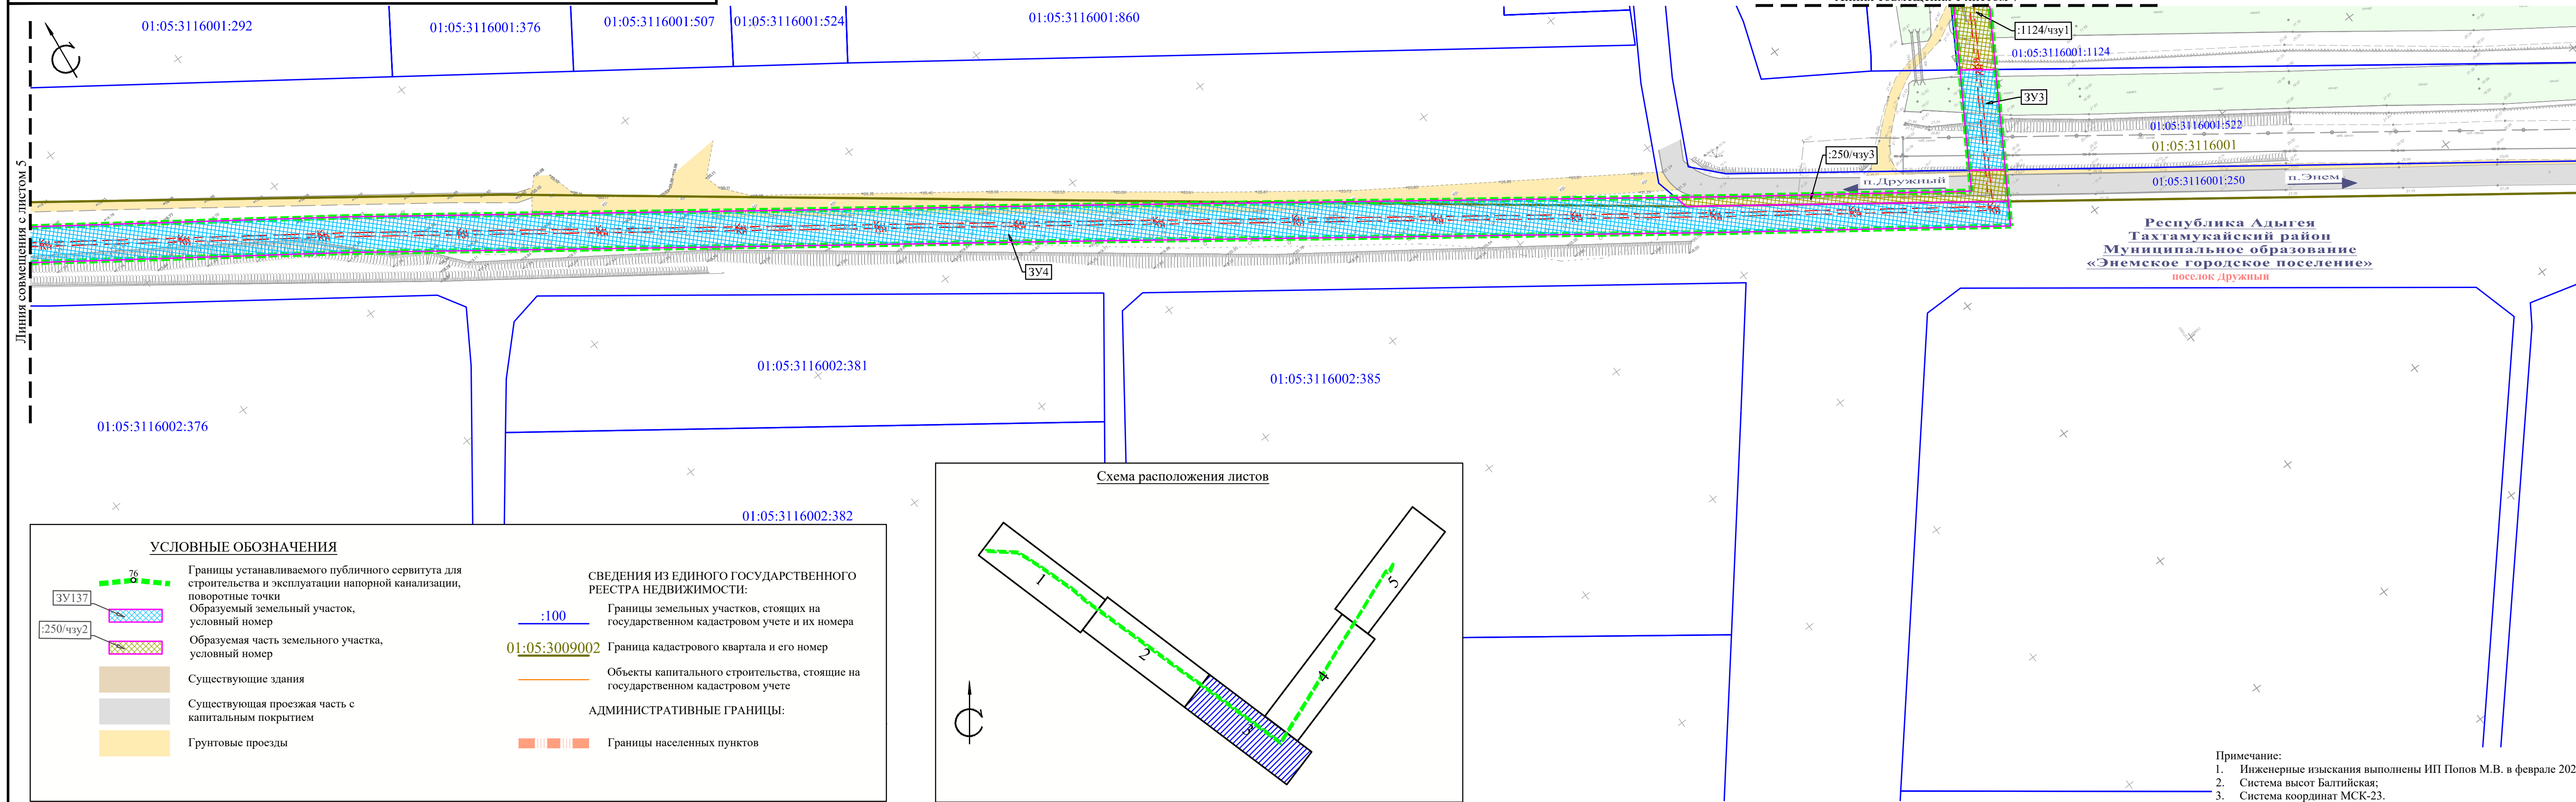 01:05:3116001:292
01:05:3116001:376
01:05:3116001:507
01:05:3116001:524
01:05:3116001:860
:1124/чзу1
01:05:3116001:1124
ЗУ3
01:05:3116001:522
01:05:3116001
:250/чзу3
п.Дружный
01:05:3116001:250
п.Энем
Линия совмещения с листом 5
ЗУ4
Республика Адыгея
Тахтамукайский район
Муниципальное образование
«Энемское городское поселение»
поселок Дружный
01:05:3116002:381
01:05:3116002:385
01:05:3116002:376
01:05:3116002:382
УСЛОВНЫЕ ОБОЗНАЧЕНИЯ
76
Границы устанавливаемого публичного сервитута для
строительства и эксплуатации напорной канализации,
поворотные точки
ЗУ137
Образуемый земельный участок,
условный номер
:250/чзу2
Образуемая часть земельного участка,
условный номер
Существующие здания
Существующая проезжая часть с
капитальным покрытием
Грунтовые проезды
СВЕДЕНИЯ ИЗ ЕДИНОГО ГОСУДАРСТВЕННОГО
РЕЕСТРА НЕДВИЖИМОСТИ:
:100
Границы земельных участков, стоящих на
государственном кадастровом учете и их номера
01:05:3009002
Граница кадастрового квартала и его номер
Объекты капитального строительства, стоящие на
государственном кадастровом учете
АДМИНИСТРАТИВНЫЕ ГРАНИЦЫ:
Границы населенных пунктов
Схема расположения листов
1
2
3
4
5
Примечание:
1. Инженерные изыскания выполнены ИП Попов М.В. в феврале 202
2. Система высот Балтийская;
3. Система координат МСК-23.